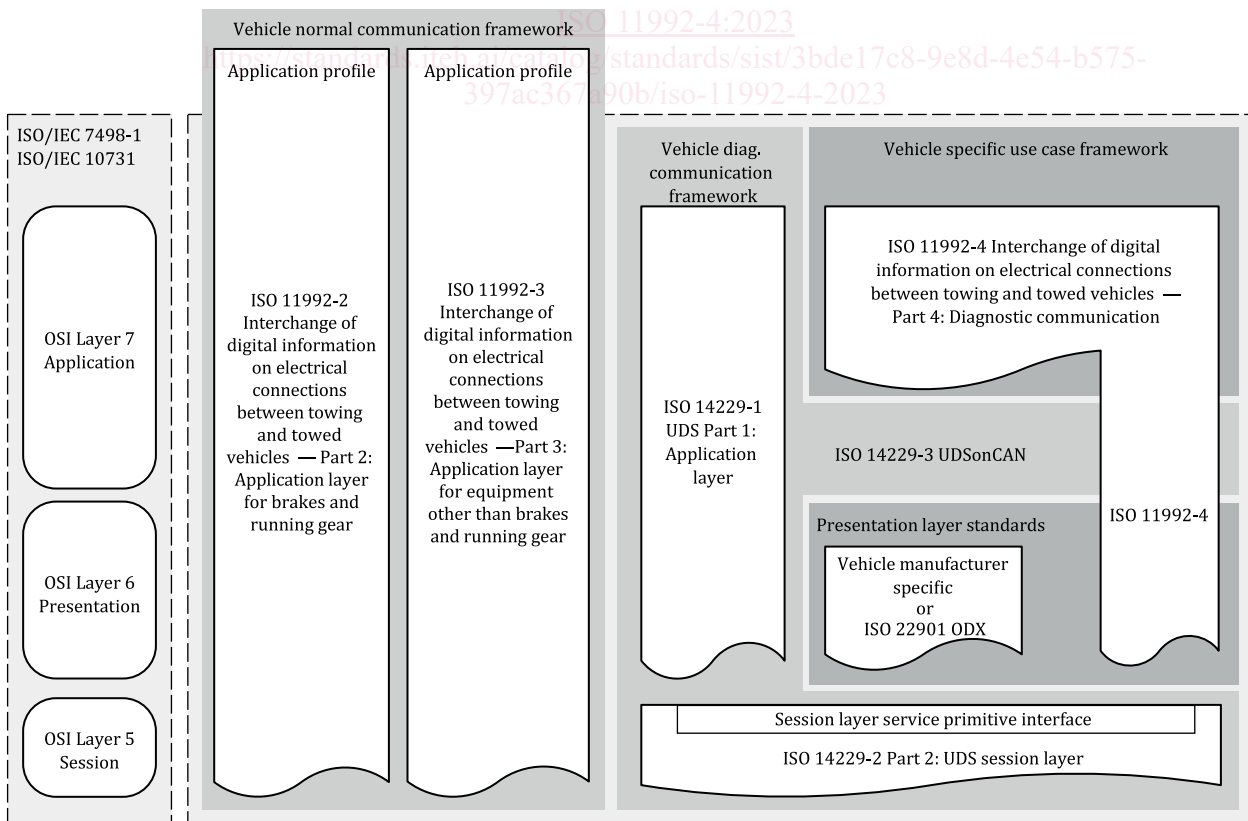 ISO 11992-4:2023
https://standards.iteh.ai/catalog/standards/sist/3bde17c8-9e8d-4e54-b575-
397ac367a90b/iso-11992-4-2023
Vehicle normal communication framework
Application profile
Application profile
ISO/IEC 7498-1
ISO/IEC 10731
OSI Layer 7
Application
OSI Layer 6
Presentation
OSI Layer 5
Session
ISO 11992-2
Interchange of
digital information
on electrical
connections
between towing
and towed
vehicles — Part 2:
Application layer
for brakes and
running gear
ISO 11992-3
Interchange of
digital information
on electrical
connections
between towing
and towed
vehicles —Part 3:
Application layer
for equipment
other than brakes
and running gear
Vehicle diag.
communication
framework
ISO 14229-1
UDS Part 1:
Application
layer
Vehicle specific use case framework
ISO 11992-4 Interchange of digital
information on electrical connections
between towing and towed vehicles —
Part 4: Diagnostic communication
ISO 14229-3 UDSonCAN
ISO 11992-4
Presentation layer standards
Vehicle manufacturer
specific
or
ISO 22901 ODX
Session layer service primitive interface
ISO 14229-2 Part 2: UDS session layer